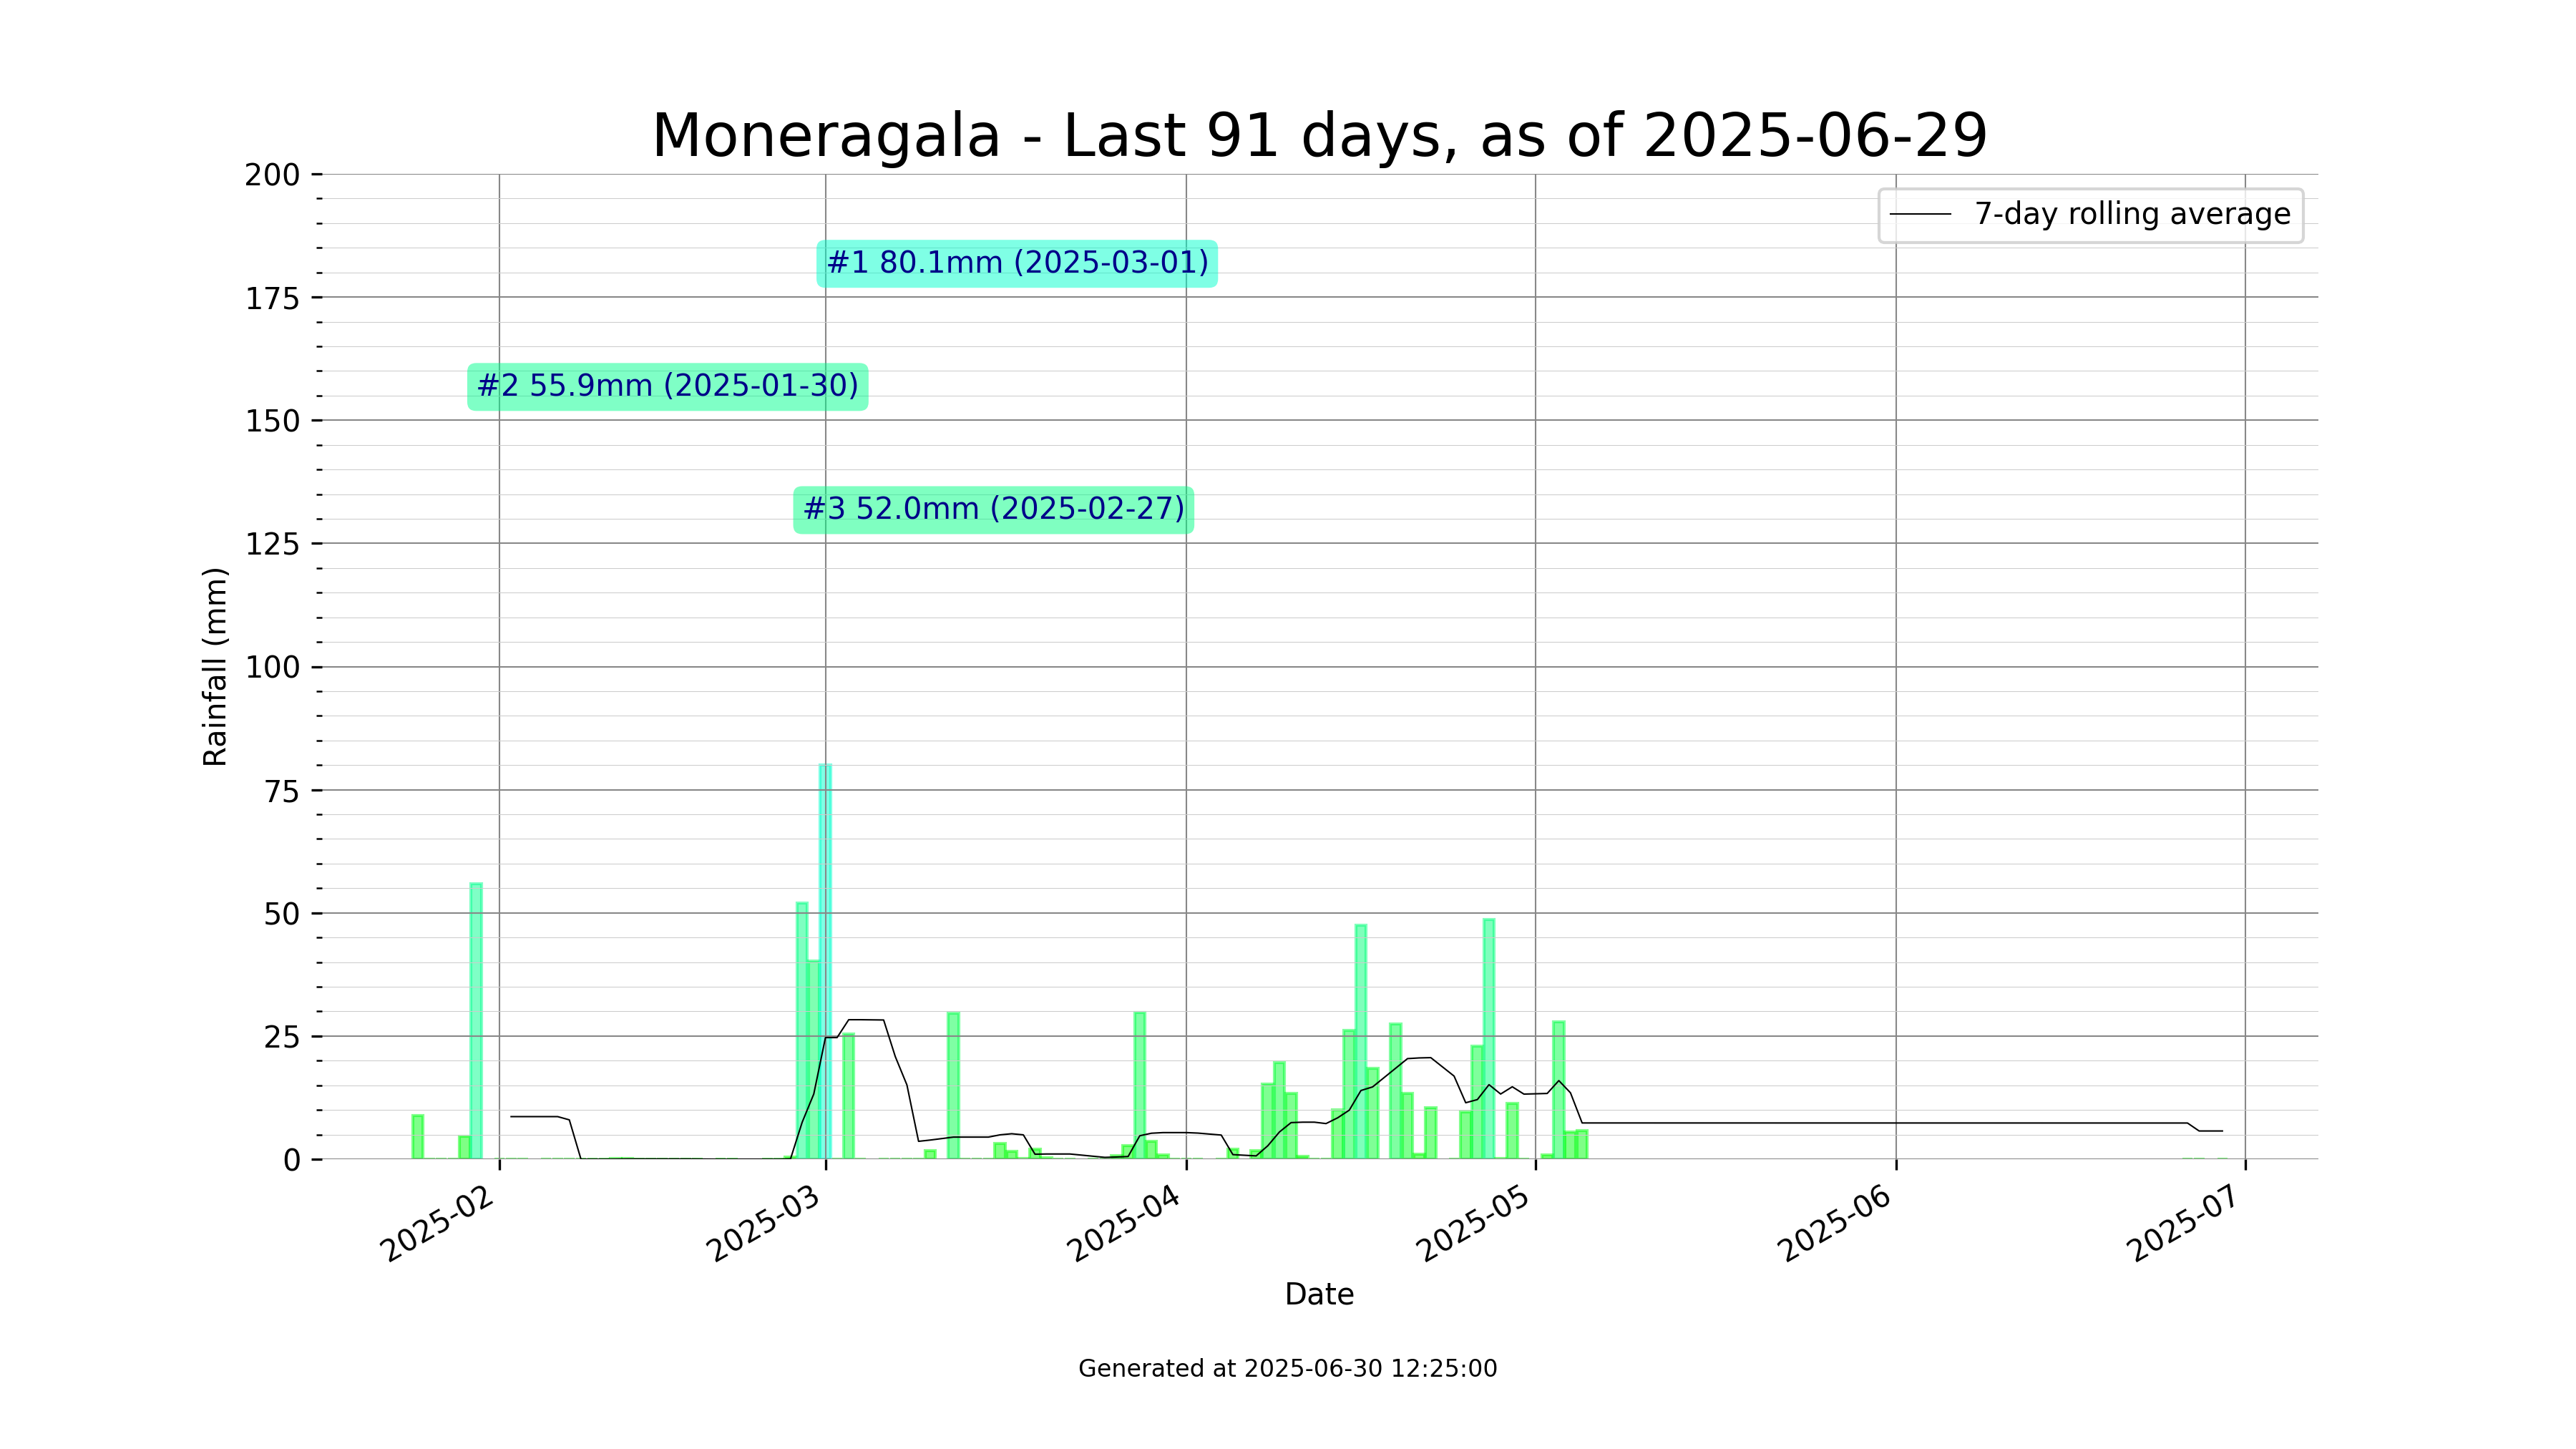 Moneragala - Last 91 days, as of 2025-06-29
200
175
150
125
100
75
50
25
0
Rainfall (mm)
7-day rolling average
#1 80.1mm (2025-03-01)
#2 55.9mm (2025-01-30)
#3 52.0mm (2025-02-27)
2025-02
2025-03
2025-04
2025-05
2025-06
2025-07
Date
Generated at 2025-06-30 12:25:00